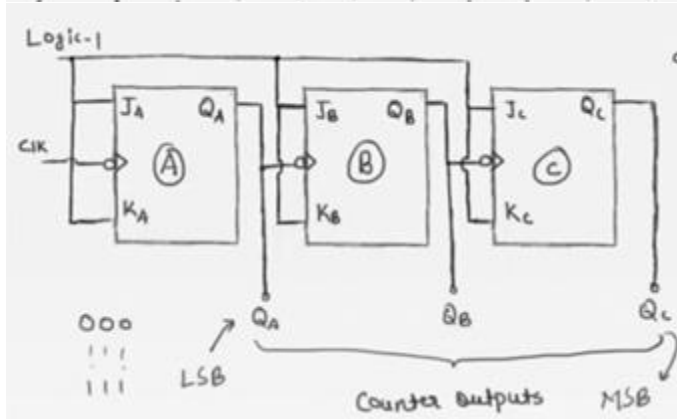 Logic-1
JA QA JB QB JC QC
CLK A B C
KA KB KC
QA QB QC
000
LSB
111
Counter Outputs MSB